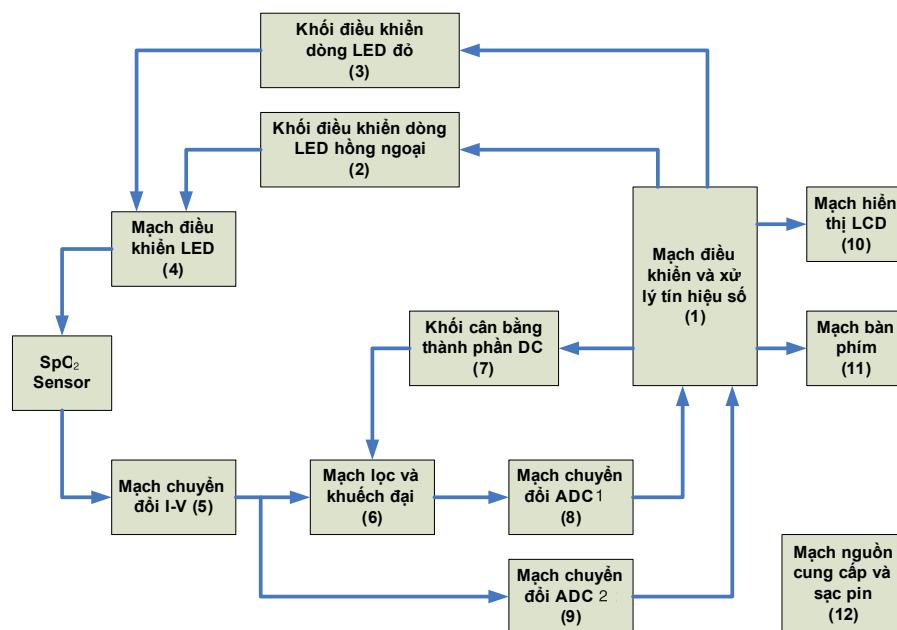 Khối điều khiển
dòng LED đỏ
(3)
Khối điều khiển dòng
LED hồng ngoại
(2)
Mạch điều
khiển LED
(4)
Mạch điều
khiển và xử
lý tín hiệu số
(1)
Mạch hiển
thị LCD
(10)
Khối cân bằng
thành phần DC
(7)
Mạch bàn
phím
(11)
SpO₂
Sensor
Mạch chuyển
đổi I-V (5)
Mạch lọc và
khuếch đại
(6)
Mạch chuyển
đổi ADC 1
(8)
Mạch chuyển
đổi ADC 2
(9)
Mạch nguồn
cung cấp và
sạc pin
(12)